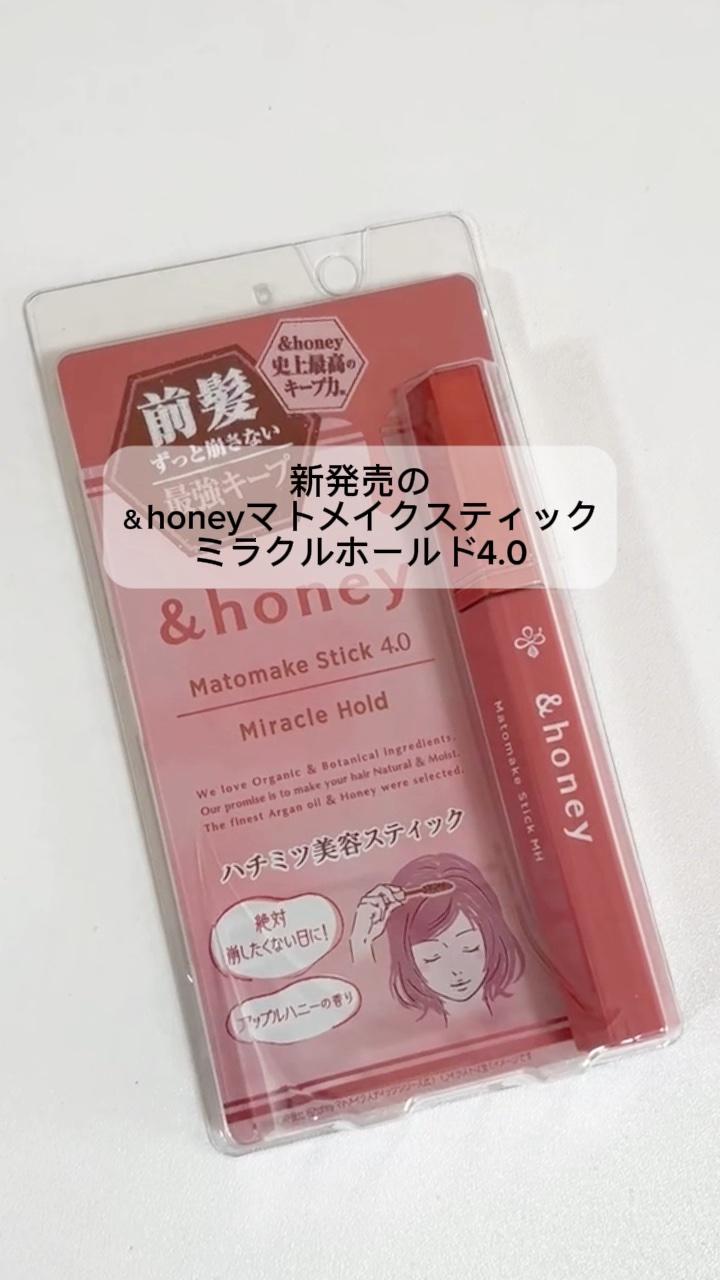 &honey
史上最高の
キープ力※
前髪
ずっと崩さない
最強キープ
新発売の
&honeyマトメイクスティック
ミラクルホールド4.0
&honey
Matomake Stick 4.0
Miracle Hold
We love Organic & Botanical Ingredients.
Our promise is to make your hair Natural & Moist.
The finest Argan oil & Honey were selected.
ハチミツ美容スティック
絶対
崩したくない日に!
アップルハニーの香り
&honey
Matomake Stick MH